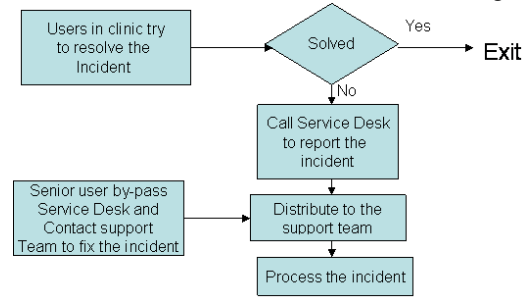 Users in clinic try
to resolve the
Incident
Solved
Yes
Exit
No
Call Service Desk
to report the
incident
Senior user by-pass
Service Desk and
Contact support
Team to fix the incident
Distribute to the
support team
Process the incident